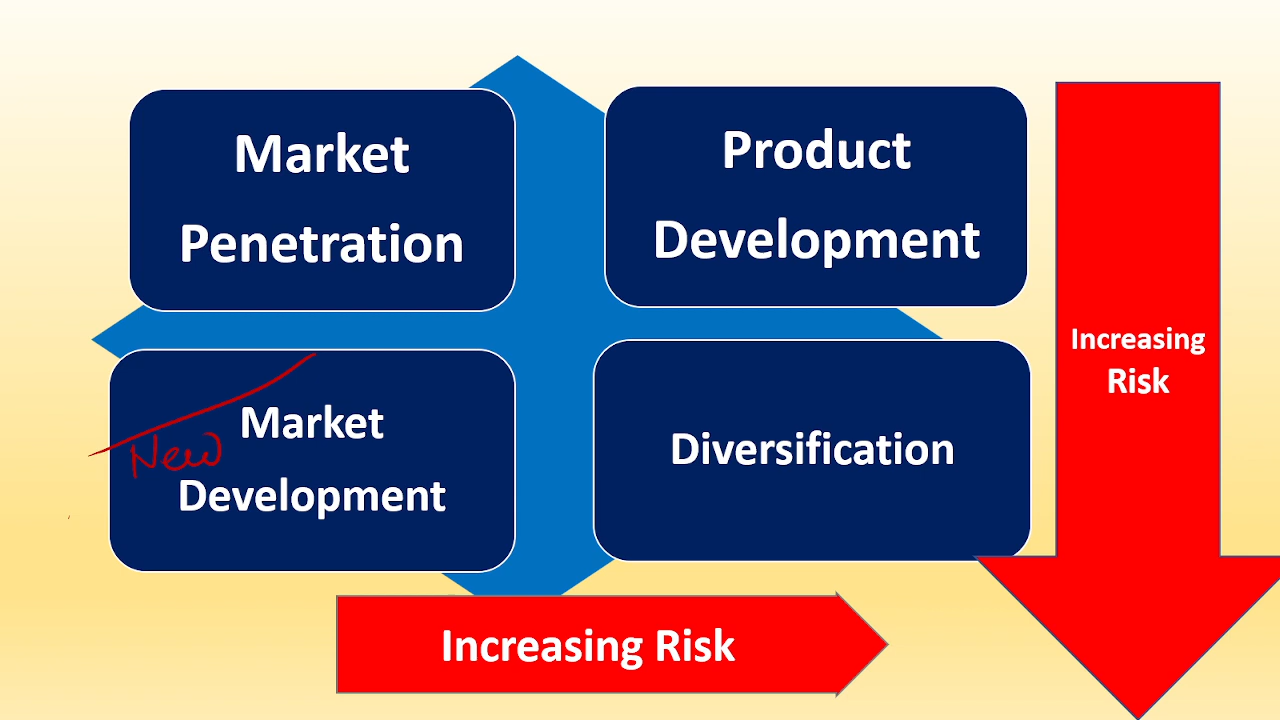 Market
Penetration
Product
Development
New Market
Development
Diversification
Increasing
Risk
Increasing Risk